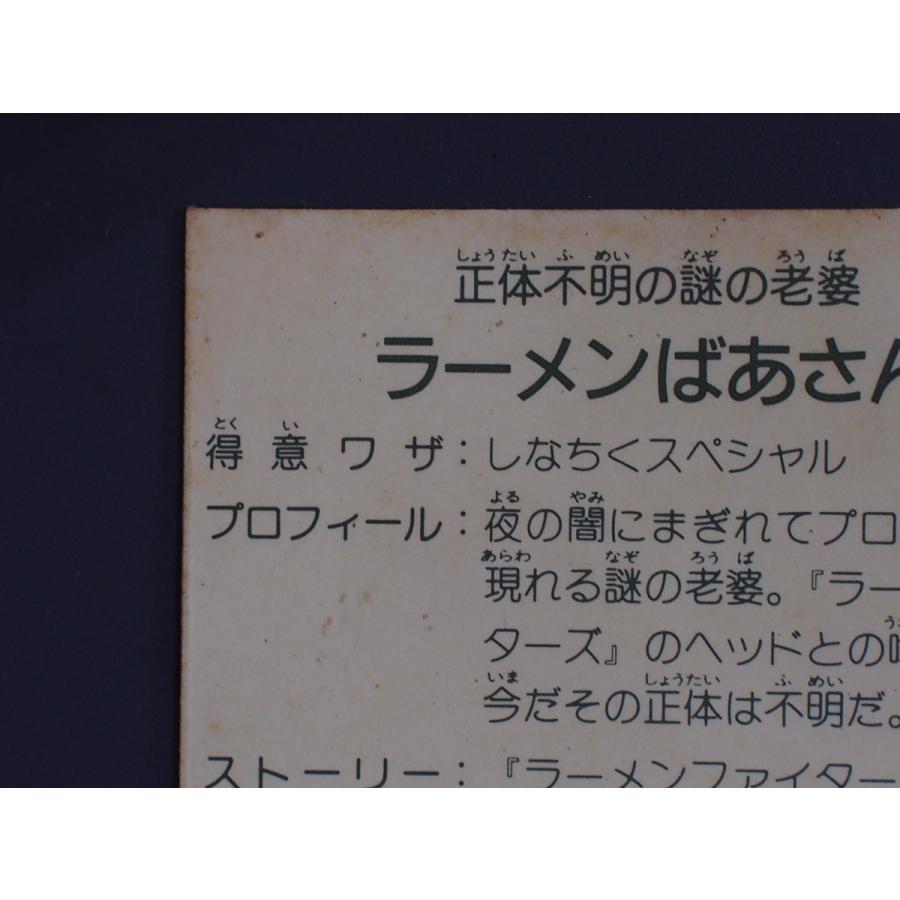 正体不明の謎の老婆
ラーメンばあさん
得意ワザ：しなちくスペシャル
プロフィール：夜の闇にまぎれてプロ
現れる謎の老婆。『ラー
ターズ』のヘッドとの
今だその正体は不明だ。
ストーリー：『ラーメンファイター